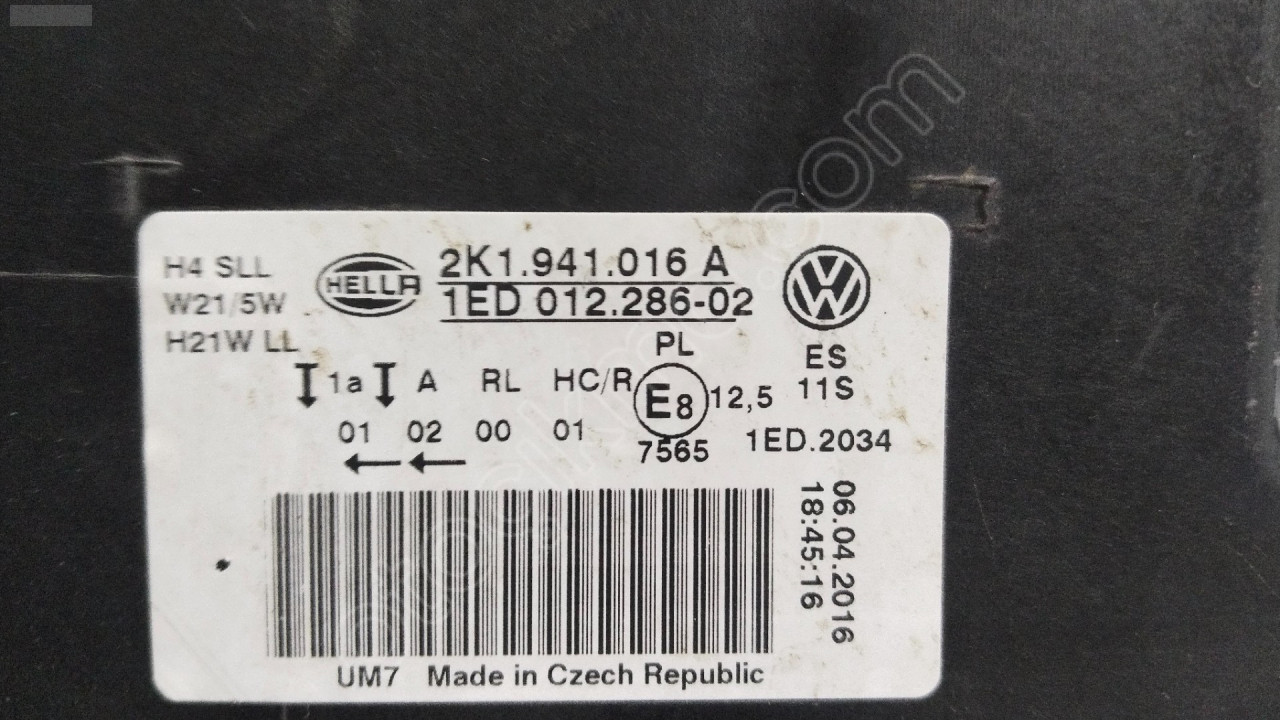 H4 SLL
W21/5W
H21W LL
HELLA
2K1.941.016 A
1ED 012.286-02
PL
ES
11S
1a A RL HC/R
E8 12,5
01 02 00 01
7565
1ED.2034
06.04.2016
18:45:16
UM7 Made in Czech Republic